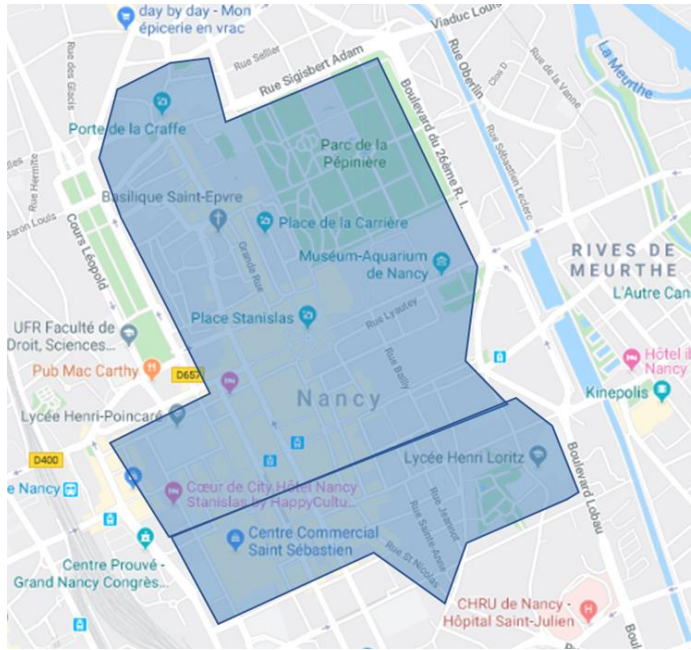 day by day - Mon
épicerie en vrac
Viaduc Louis
Rue Sellier
Rue Oberlin
La Meurthe
Rue Sigisbert Adam
Clos D
Rue de la Vanne
Rue des Glacis
Porte de la Craffe
Boulevard du 26ème R. I.
Rue Sébastien Leclerc
Parc de la
Pépinière
Rue Hermite
Basilique Saint-Epvre
Baron Louis
Place de la Carrière
Cours Léopold
Grande Rue
Muséum-Aquarium
de Nancy
RIVES DE
MEURTHE
L'Autre Can
Place Stanislas
Rue Lyautey
UFR Faculté de
Droit, Sciences...
Pub Mac Carthy
D657
Rue Bailly
Hôtel ib
Nancy
Kinepolis
Nancy
Lycée Henri-Poincaré
D400
Lycée Henri Loritz
Boulevard Lobau
e Nancy
Cœur de City Hôtel Nancy
Stanislas by HappyCultu...
Rue Jeannot
Rue Sainte-Anne
Centre Commercial
Saint Sébastien
Rue St Nicolas
Centre Prouvé -
Grand Nancy Congrès...
CHRU de Nancy -
Hôpital Saint-Julien